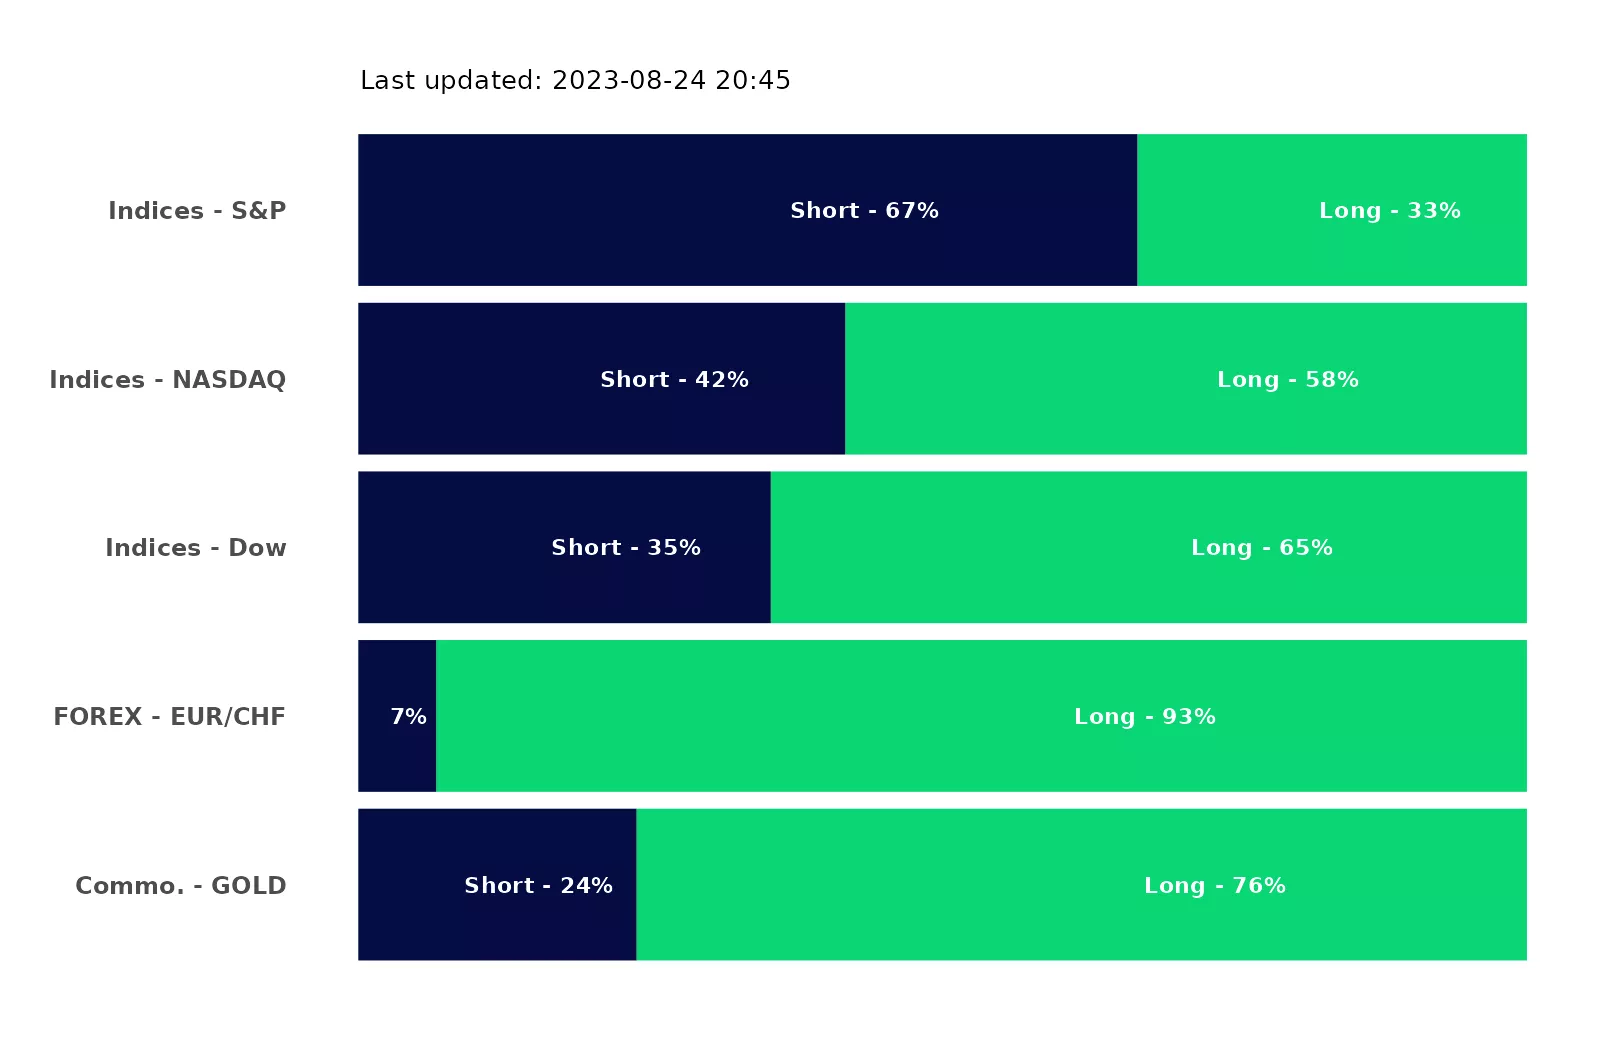 Last updated: 2023-08-24 20:45
Indices - S&P Short - 67% Long - 33%
Indices - NASDAQ Short - 42% Long - 58%
Indices - Dow Short - 35% Long - 65%
FOREX - EUR/CHF 7% Long - 93%
Commo. - GOLD Short - 24% Long - 76%